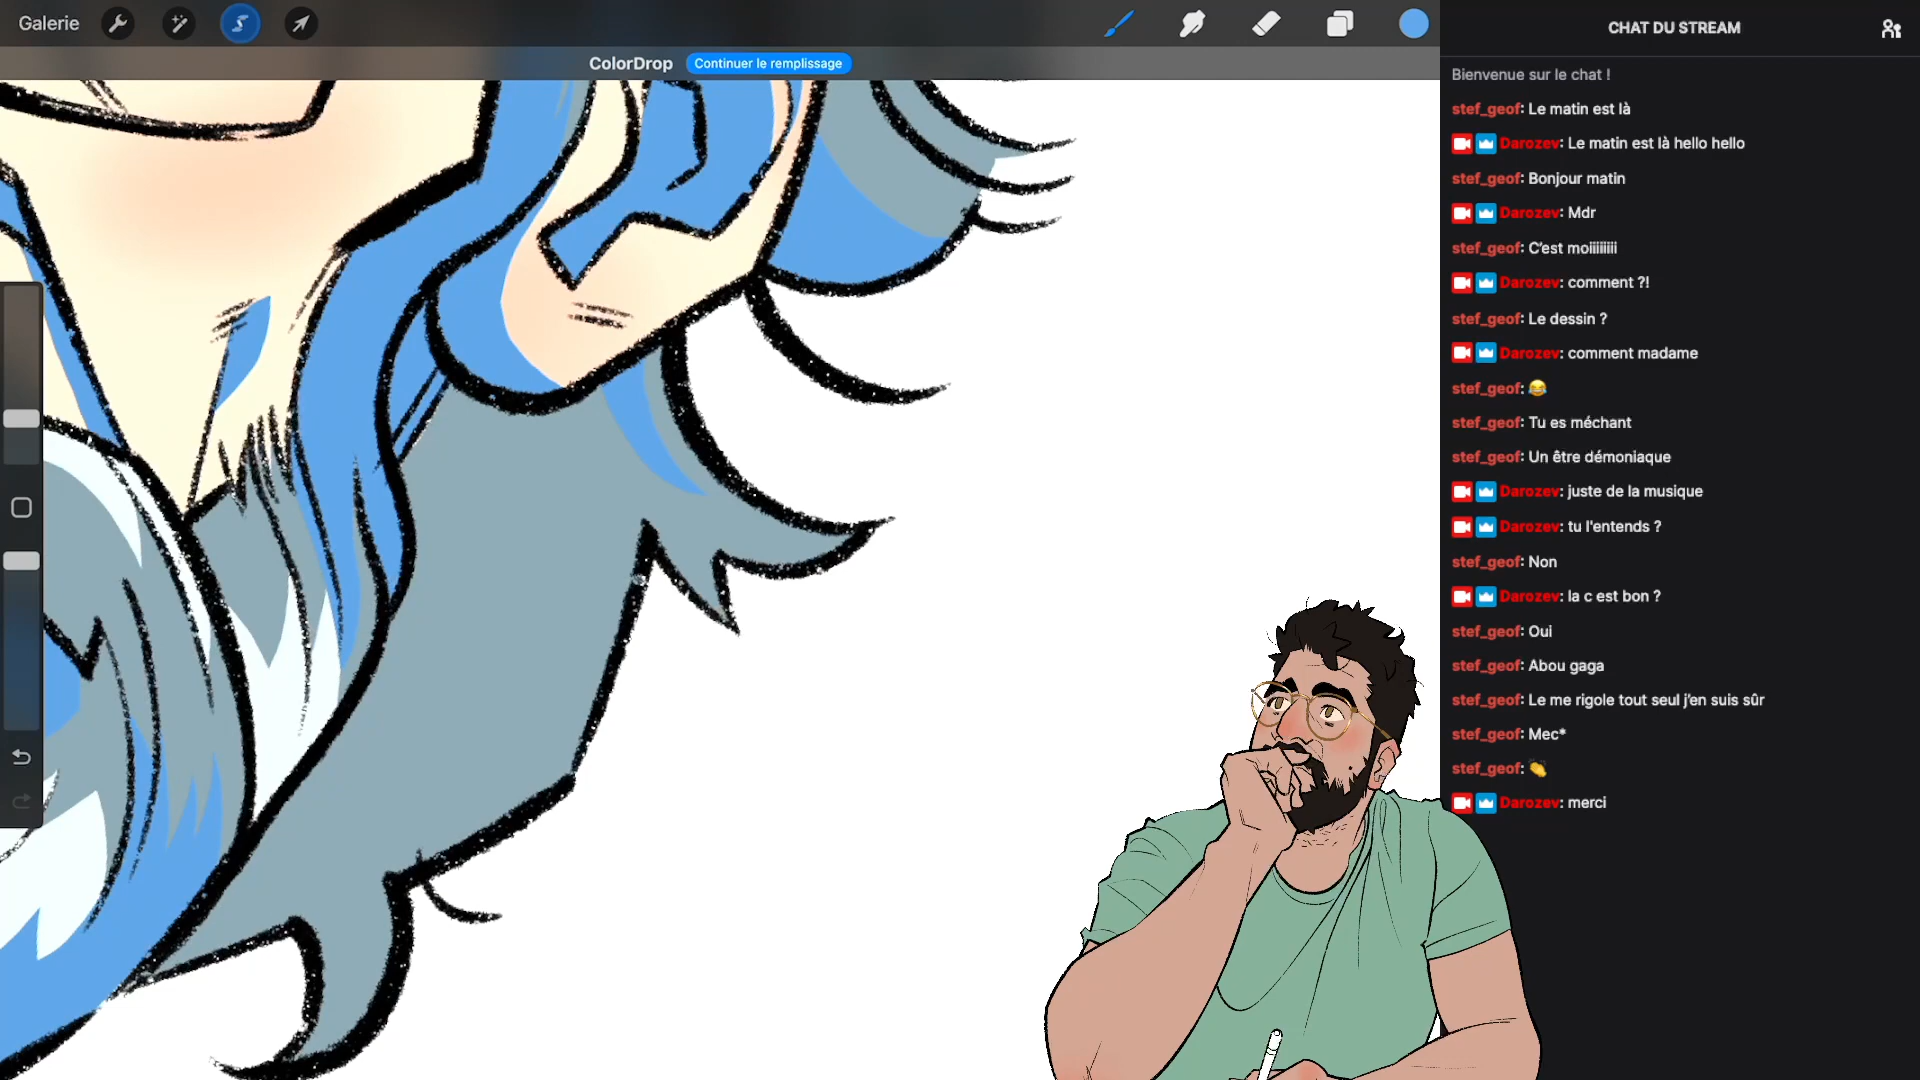 Galerie
ColorDrop Continuer le remplissage
CHAT DU STREAM
Bienvenue sur le chat !
stef_geof: Le matin est là
Darozev: Le matin est là hello hello
stef_geof: Bonjour matin
Darozev: Mdr
stef_geof: C'est moiiiiiiiii
Darozev: comment ?!
stef_geof: Le dessin ?
Darozev: comment madame
stef_geof: 😂
stef_geof: Tu es méchant
stef_geof: Un être démoniaque
Darozev: juste de la musique
Darozev: tu l'entends ?
stef_geof: Non
Darozev: la c est bon ?
stef_geof: Oui
stef_geof: Abou gaga
stef_geof: Le me rigole tout seul j'en suis sûr
stef_geof: Mec*
stef_geof: 👏
Darozev: merci